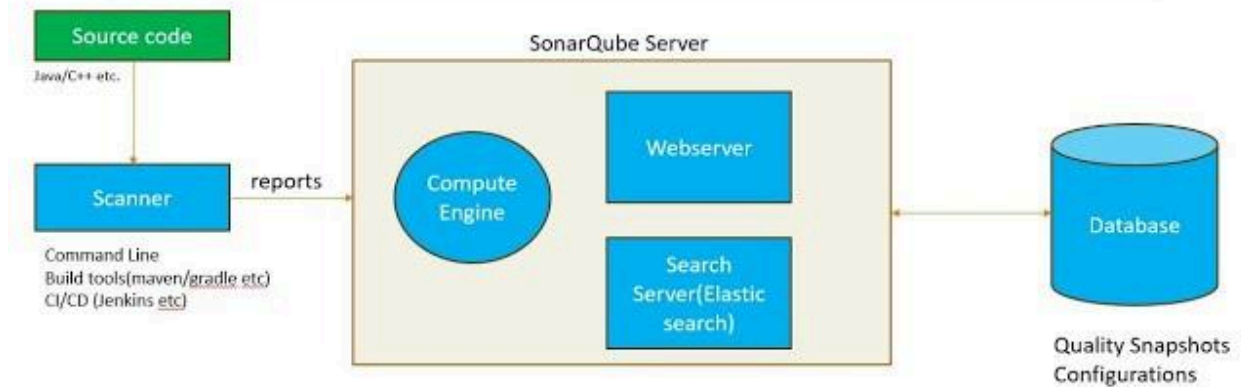 Source code
Java/C++ etc.
Scanner
Command Line
Build tools(maven/gradle etc)
CI/CD (Jenkins etc)
reports
SonarQube Server
Compute
Engine
Webserver
Search
Server(Elastic
search)
Database
Quality Snapshots
Configurations